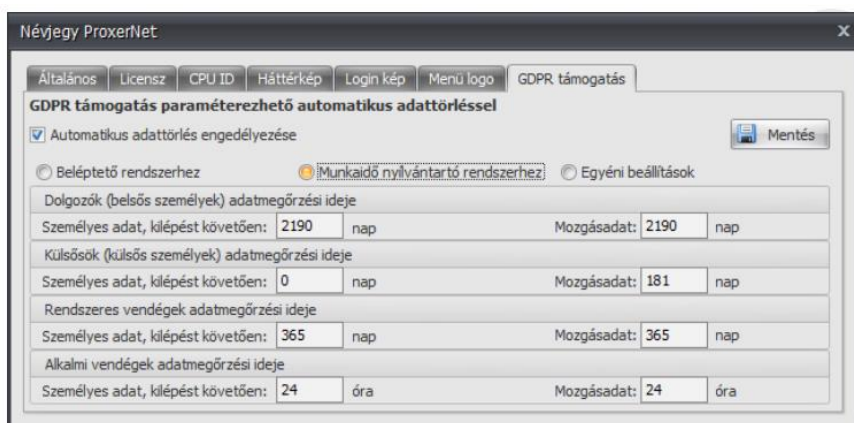 Névjegy ProxerNet x
Általános Licensz CPU ID Háttérkép Login kép Menü logo GDPR támogatás
GDPR támogatás paraméterezhető automatikus adattörléssel
Automatikus adattörlés engedélyezése Mentés
Beléptető rendszerhez Munkaidő nyílvántartó rendszerhez Egyéni beállítások
Dolgozók (belsős személyek) adatmegőrzési ideje
Személyes adat, kilépést követően: 2190 nap Mozgásadat: 2190 nap
Külsősök (külsős személyek) adatmegőrzési ideje
Személyes adat, kilépést követően: 0 nap Mozgásadat: 181 nap
Rendszeres vendégek adatmegőrzési ideje
Személyes adat, kilépést követően: 365 nap Mozgásadat: 365 nap
Alkalmi vendégek adatmegőrzési ideje
Személyes adat, kilépést követően: 24 óra Mozgásadat: 24 óra